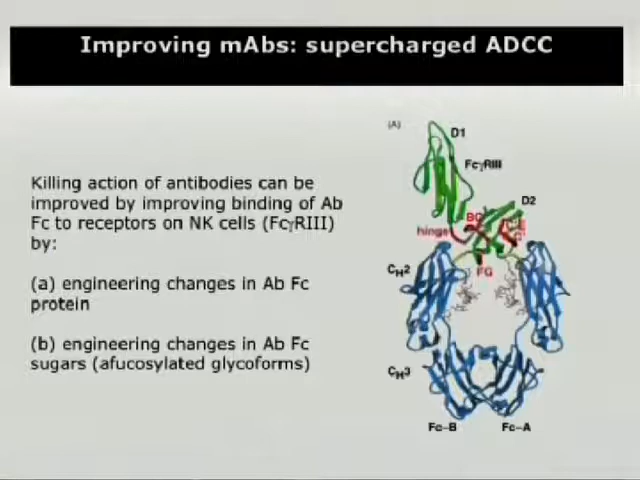 Improving mAbs: supercharged ADCC
(A)
D1
FcγRIII
Killing action of antibodies can be
improved by improving binding of Ab
Fc to receptors on NK cells (FcγRIII)
by:
D2
BC
hinge
FG
(a) engineering changes in Ab Fc
protein
CH2
(b) engineering changes in Ab Fc
sugars (afucosylated glycoforms)
CH3
Fc-B
Fc-A